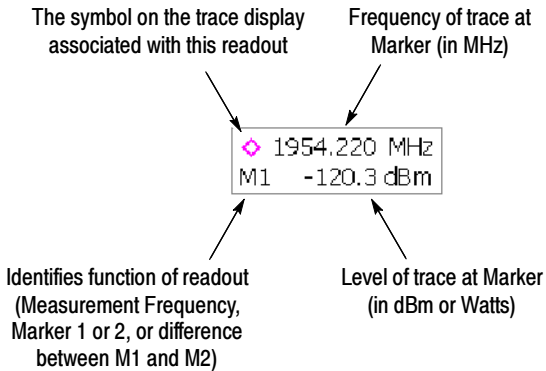 The symbol on the trace display
associated with this readout
Frequency of trace at
Marker (in MHz)
1954.220 MHz
M1 -120.3 dBm
Identifies function of readout
(Measurement Frequency,
Marker 1 or 2, or difference
between M1 and M2)
Level of trace at Marker
(in dBm or Watts)